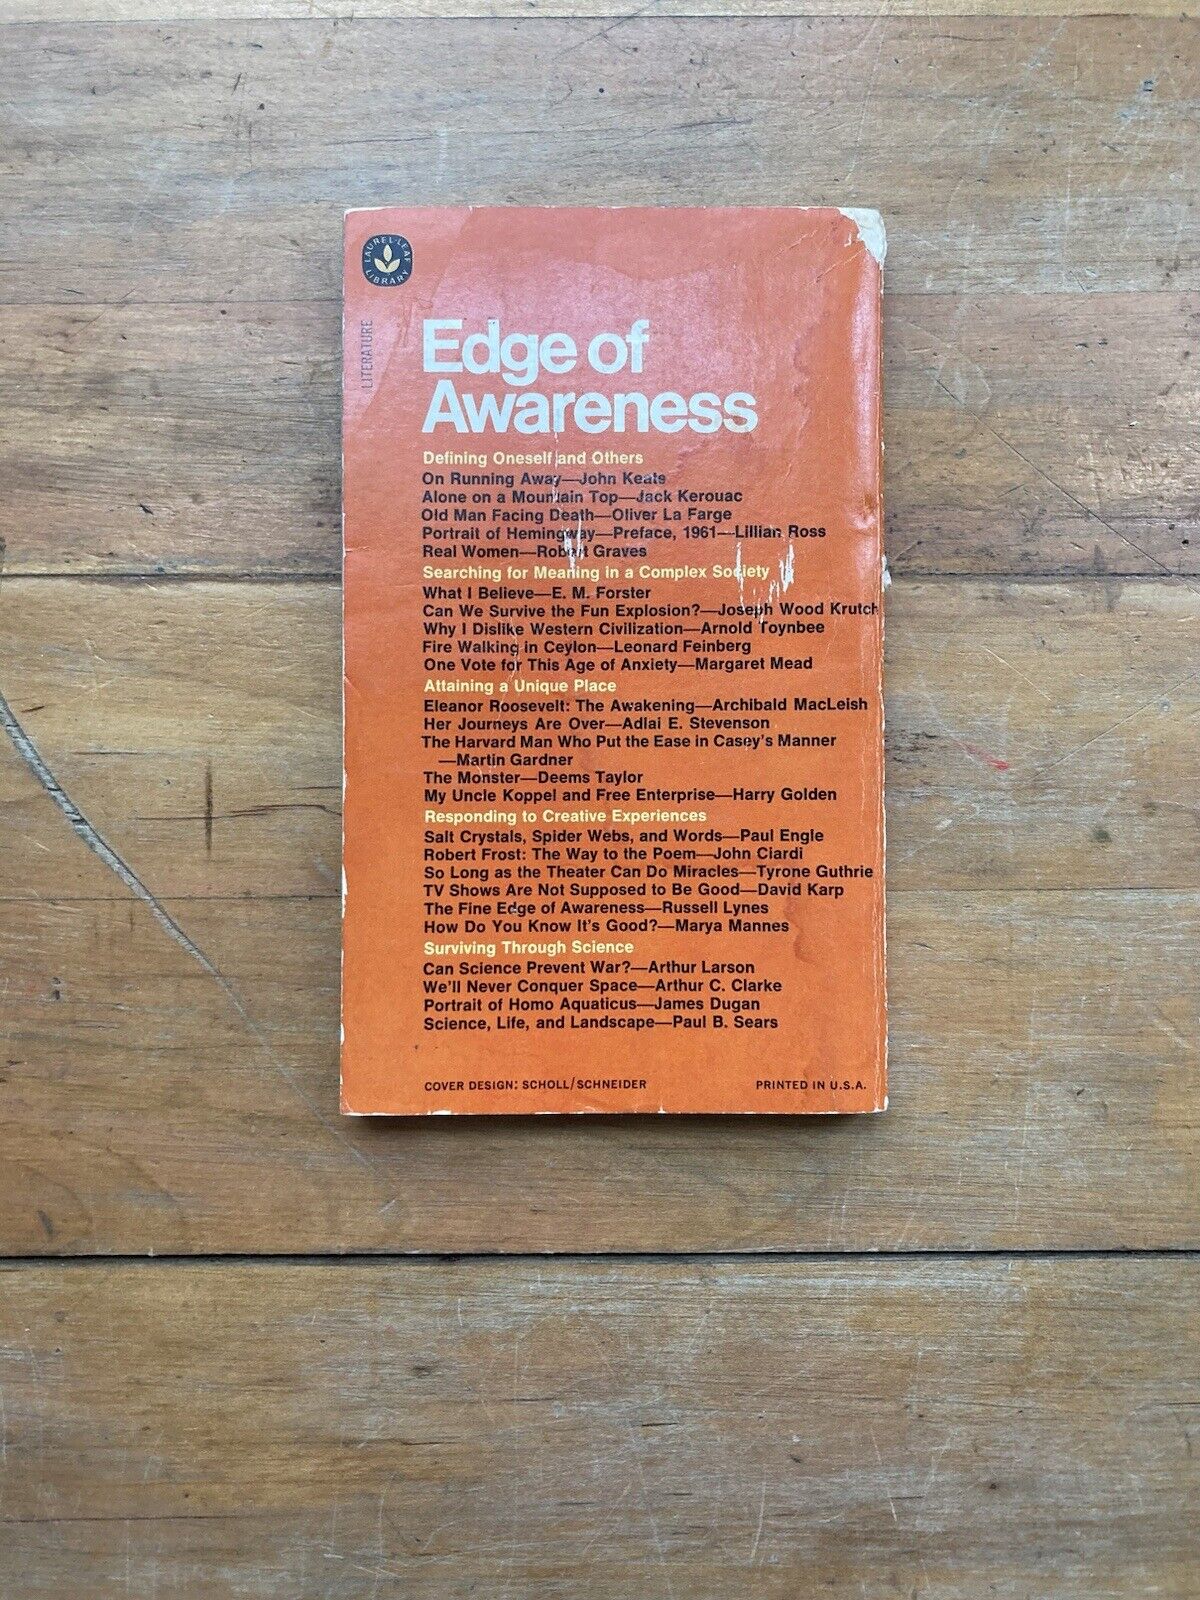 LAUREL-LEAF
LIBRARY
LITERATURE
Edge of
Awareness
Defining Oneself and Others
On Running Away—John Keats
Alone on a Mountain Top—Jack Kerouac
Old Man Facing Death—Oliver La Farge
Portrait of Hemingway—Preface, 1961—Lillian Ross
Real Women—Robert Graves
Searching for Meaning in a Complex Society
What I Believe—E. M. Forster
Can We Survive the Fun Explosion?—Joseph Wood Krutch
Why I Dislike Western Civilization—Arnold Toynbee
Fire Walking in Ceylon—Leonard Feinberg
One Vote for This Age of Anxiety—Margaret Mead
Attaining a Unique Place
Eleanor Roosevelt: The Awakening—Archibald MacLeish
Her Journeys Are Over—Adlai E. Stevenson
The Harvard Man Who Put the Ease in Casey's Manner
—Martin Gardner
The Monster—Deems Taylor
My Uncle Koppel and Free Enterprise—Harry Golden
Responding to Creative Experiences
Salt Crystals, Spider Webs, and Words—Paul Engle
Robert Frost: The Way to the Poem—John Ciardi
So Long as the Theater Can Do Miracles—Tyrone Guthrie
TV Shows Are Not Supposed to Be Good—David Karp
The Fine Edge of Awareness—Russell Lynes
How Do You Know It's Good?—Marya Mannes
Surviving Through Science
Can Science Prevent War?—Arthur Larson
We'll Never Conquer Space—Arthur C. Clarke
Portrait of Homo Aquaticus—James Dugan
Science, Life, and Landscape—Paul B. Sears
COVER DESIGN: SCHOLL/SCHNEIDER PRINTED IN U.S.A.